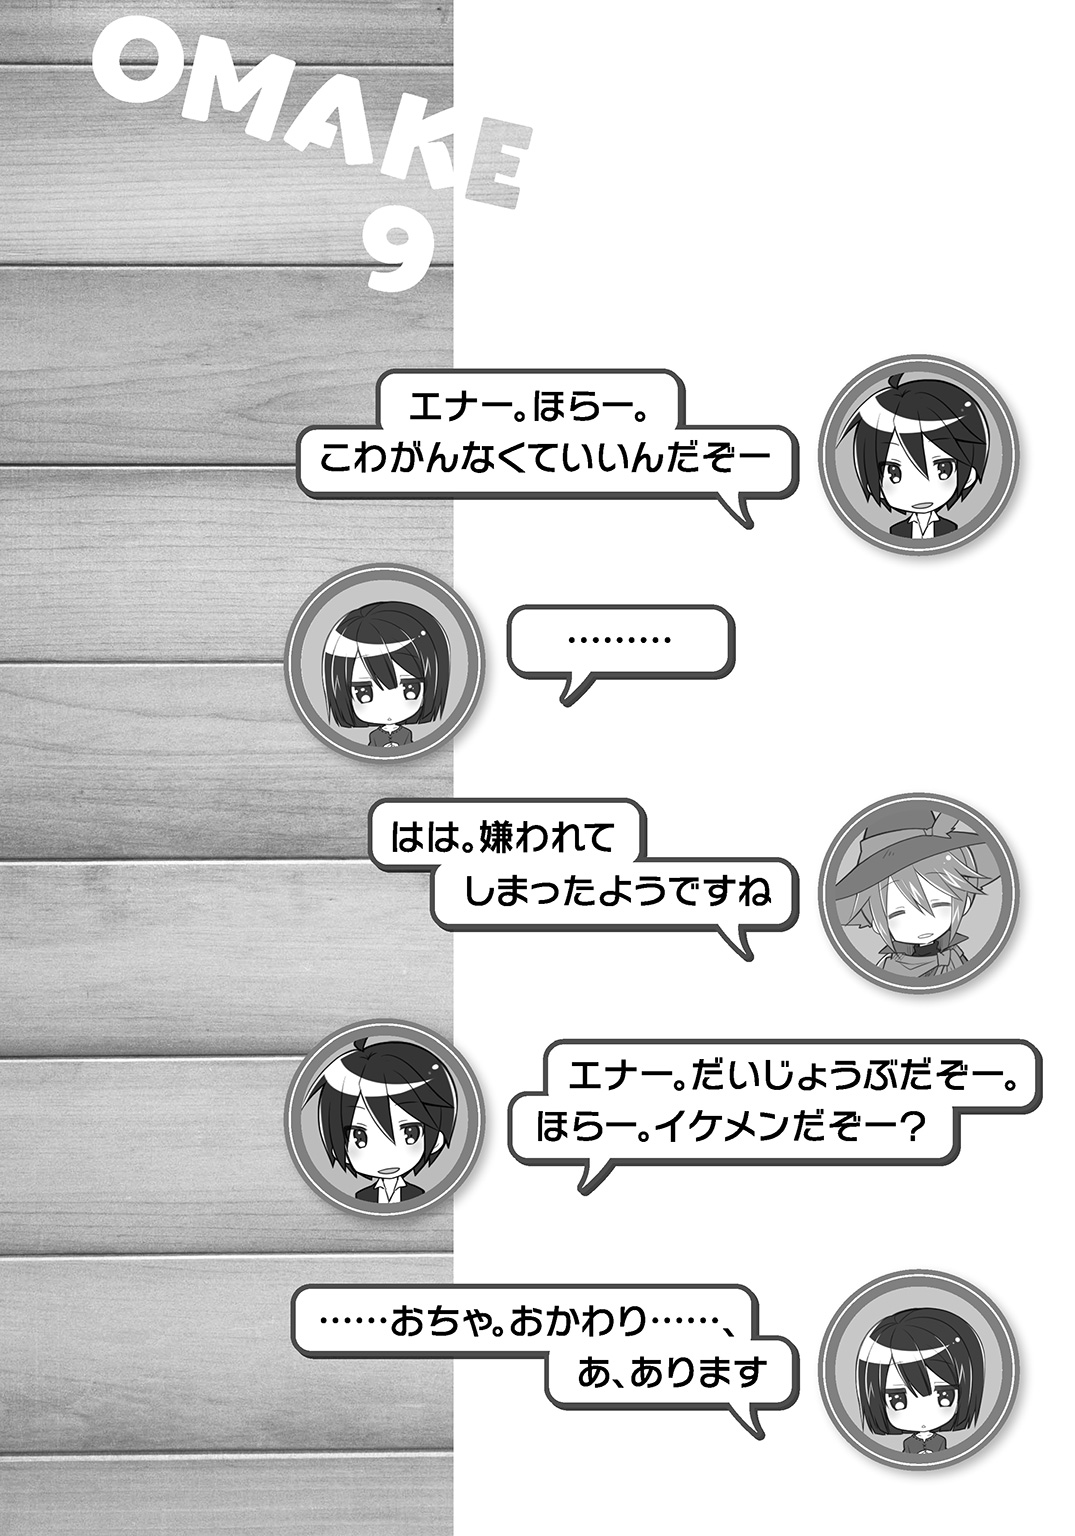 OMAKE
9
エナー。ほらー。
こわがんなくていいんだぞー
………
はは。嫌われて
しまったようですね
エナー。だいじょうぶだぞー。
ほらー。イケメンだぞー?
……おちゃ。おかわり……、
あ、あります